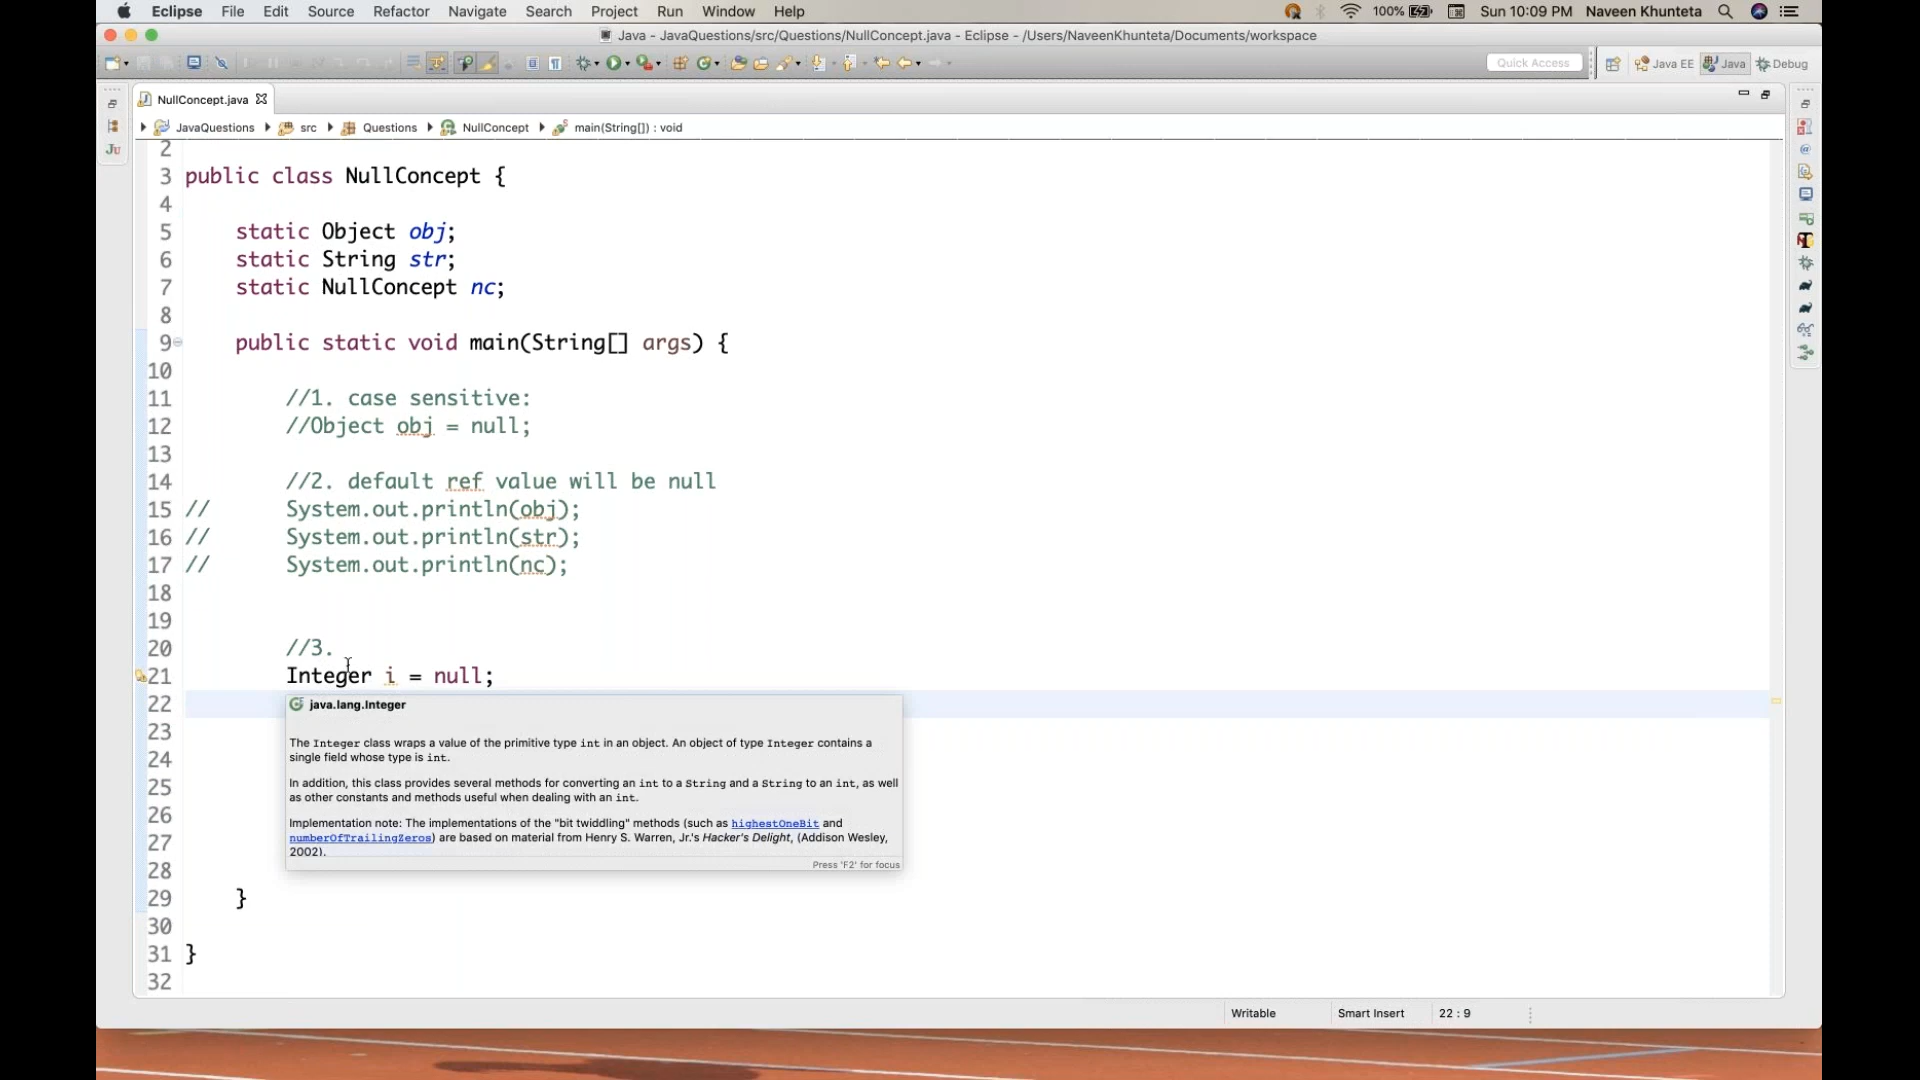 Eclipse File Edit Source Refactor Navigate Search Project Run Window Help 100% Sun 10:09 PM Naveen Khunteta
Java - JavaQuestions/src/Questions/NullConcept.java - Eclipse - /Users/NaveenKhunteta/Documents/workspace
Quick Access Java EE Java Debug
NullConcept.java
JavaQuestions src Questions NullConcept main(String[]) : void
Ju
2
3 public class NullConcept {
4
5 static Object obj;
6 static String str;
7 static NullConcept nc;
8
9 public static void main(String[] args) {
10
11 //1. case sensitive:
12 //Object obj = null;
13
14 //2. default ref value will be null
15 // System.out.println(obj);
16 // System.out.println(str);
17 // System.out.println(nc);
18
19
20 //3.
21 Integer i = null;
22
java.lang.Integer
23
The Integer class wraps a value of the primitive type int in an object. An object of type Integer contains a
single field whose type is int.
24
In addition, this class provides several methods for converting an int to a String and a String to an int, as well
25
as other constants and methods useful when dealing with an int.
26
Implementation note: The implementations of the "bit twiddling" methods (such as highestOneBit and
numberOfTrailingZeros) are based on material from Henry S. Warren, Jr.'s Hacker's Delight, (Addison Wesley,
27
2002).
Press 'F2' for focus
28
29 }
30
31 }
32
Writable Smart Insert 22 : 9